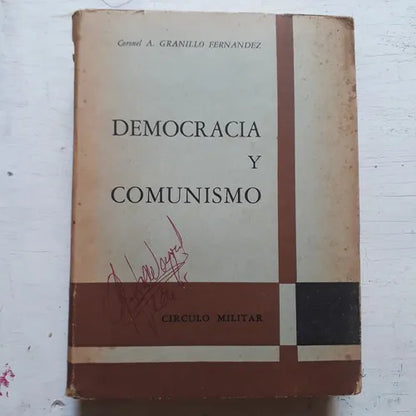 Coronel A. GRANILLO FERNANDEZ
DEMOCRACIA
Y
COMUNISMO
CIRCULO MILITAR